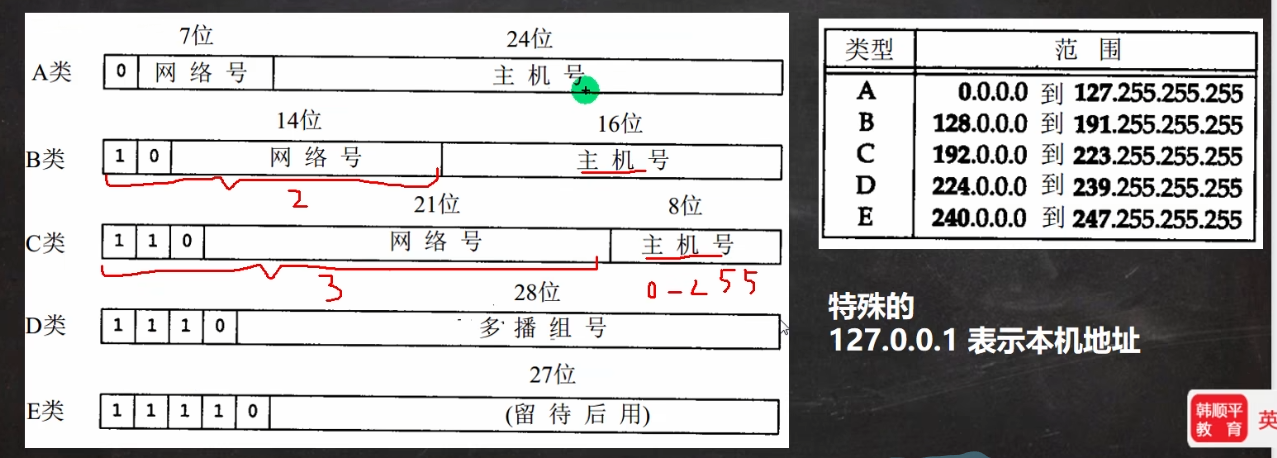 7位 24位
A类 0 网络号 主机号
14位 16位
B类 1 0 网络号 主机号
2
21位 8位
C类 1 1 0 网络号 主机号
3 0-255
28位
D类 1 1 1 0 多播组号
27位
E类 1 1 1 1 0 (留待后用)
类型 范围
A 0.0.0.0 到 127.255.255.255
B 128.0.0.0 到 191.255.255.255
C 192.0.0.0 到 223.255.255.255
D 224.0.0.0 到 239.255.255.255
E 240.0.0.0 到 247.255.255.255
特殊的
127.0.0.1 表示本机地址
韩顺平
教育
英